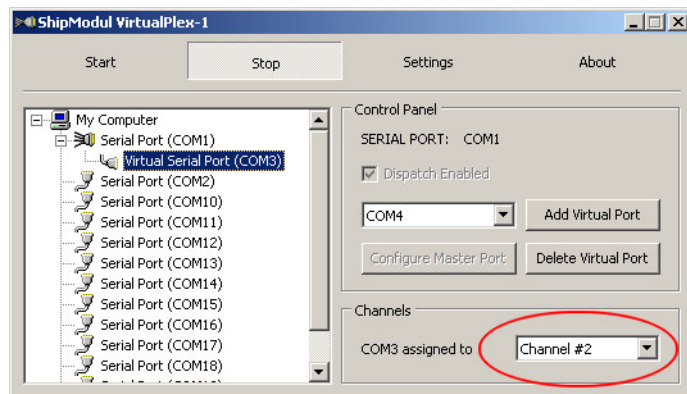 ShipModul VirtualPlex-1
Start Stop Settings About
My Computer
Serial Port (COM1)
Virtual Serial Port (COM3)
Serial Port (COM2)
Serial Port (COM10)
Serial Port (COM11)
Serial Port (COM12)
Serial Port (COM13)
Serial Port (COM14)
Serial Port (COM15)
Serial Port (COM16)
Serial Port (COM17)
Serial Port (COM18)
Control Panel
SERIAL PORT: COM1
Dispatch Enabled
COM4 Add Virtual Port
Configure Master Port Delete Virtual Port
Channels
COM3 assigned to Channel #2